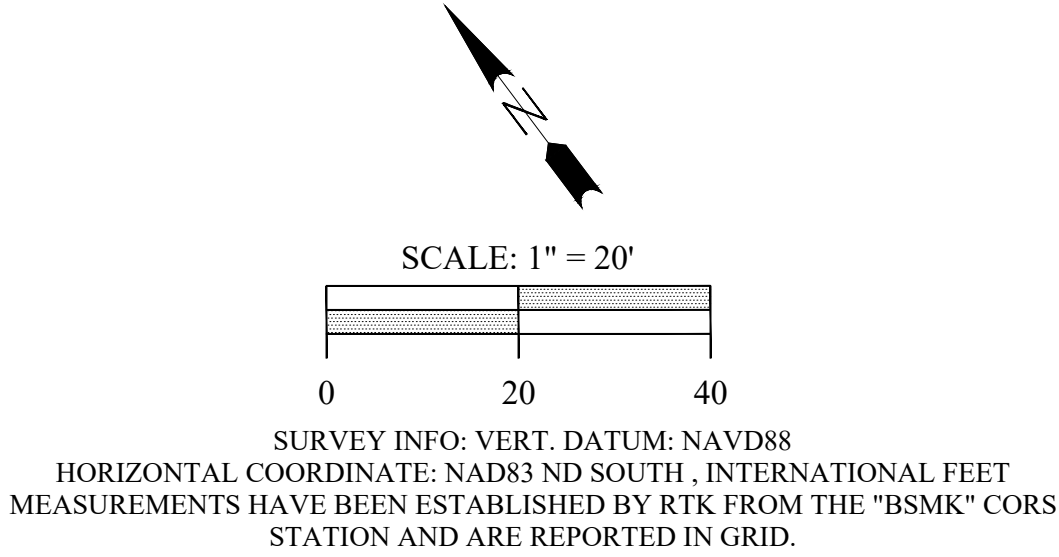 N
SCALE: 1" = 20'
0 20 40
SURVEY INFO: VERT. DATUM: NAVD88
HORIZONTAL COORDINATE: NAD83 ND SOUTH , INTERNATIONAL FEET
MEASUREMENTS HAVE BEEN ESTABLISHED BY RTK FROM THE "BSMK" CORS
STATION AND ARE REPORTED IN GRID.